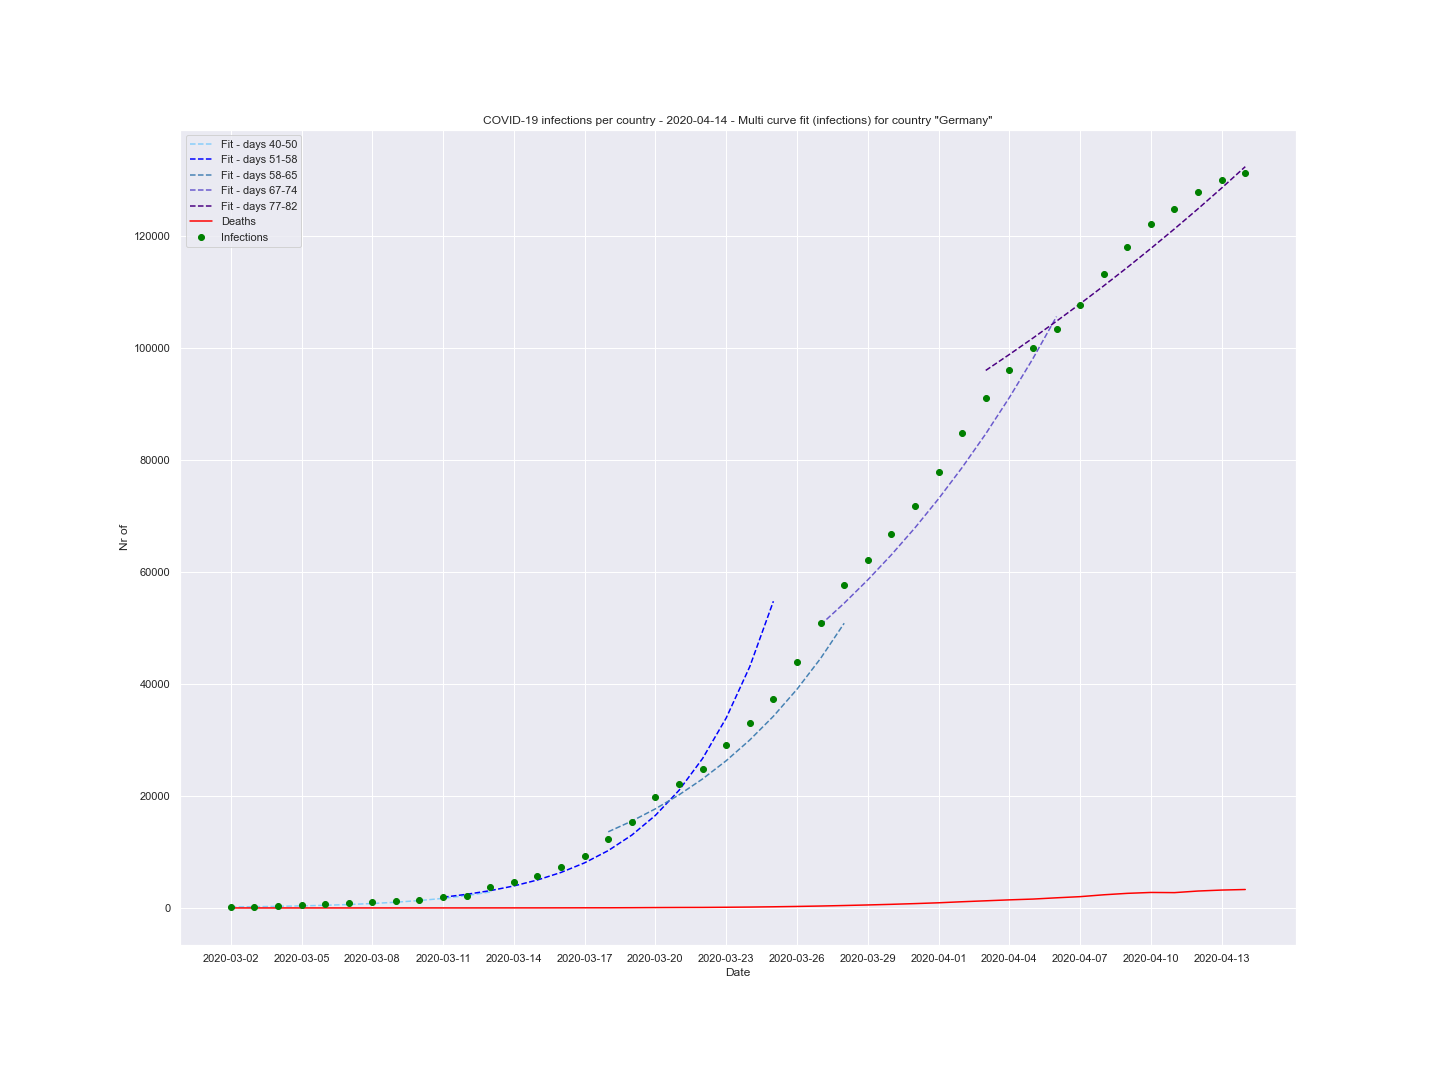 COVID-19 infections per country - 2020-04-14 - Multi curve fit (infections) for country "Germany"
Fit - days 40-50
Fit - days 51-58
Fit - days 58-65
Fit - days 67-74
Fit - days 77-82
Deaths
Infections
120000
100000
80000
60000
40000
20000
0
Nr of
2020-03-02 2020-03-05 2020-03-08 2020-03-11 2020-03-14 2020-03-17 2020-03-20 2020-03-23 2020-03-26 2020-03-29 2020-04-01 2020-04-04 2020-04-07 2020-04-10 2020-04-13
Date